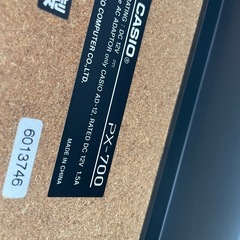 CASIO
RATING : DC 12V
AC ADAPTOR only CASIO AD-12, RATED DC 12V 1.5A
O COMPUTER CO.,LTD.
MADE IN CHINA
PX-700
6013746